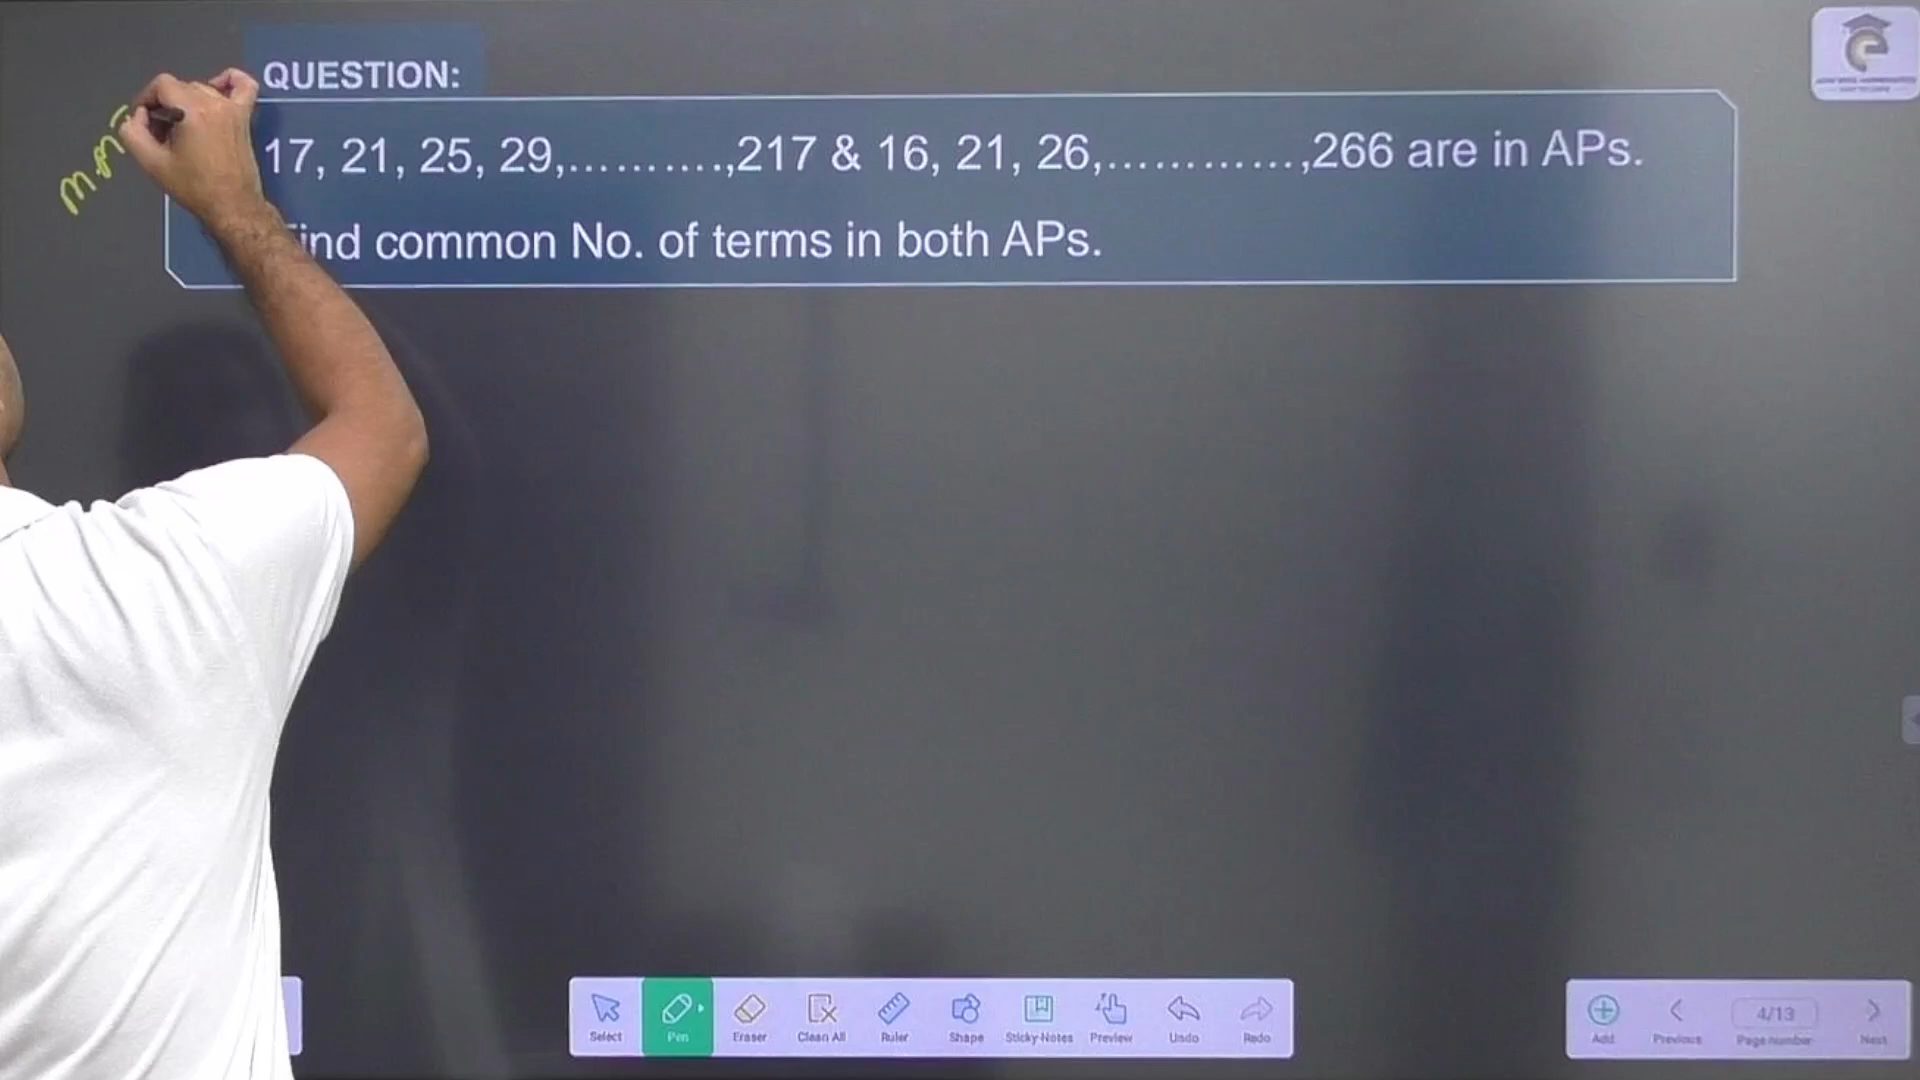 QUESTION:
17, 21, 25, 29,……….,217 & 16, 21, 26,…………,266 are in APs.
ind common No. of terms in both APs.
Select
Pen
Eraser
Clean All
Ruler
Shape
Sticky-Notes
Preview
Undo
Redo
Add
Previous
4/13
Page number
Next